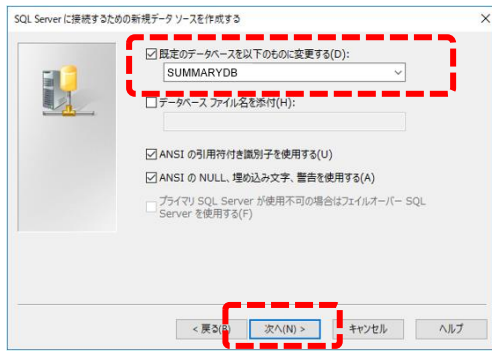 SQL Server に接続するための新規データ ソースを作成する
既定のデータベースを以下のものに変更する(D):
SUMMARYDB
データベース ファイル名を添付(H):
ANSI の引用符付き識別子を使用する(U)
ANSI の NULL、埋め込み文字、警告を使用する(A)
プライマリ SQL Server が使用不可の場合はフェイルオーバー SQL
Server を使用する(F)
< 戻る(B) 次へ(N) > キャンセル ヘルプ